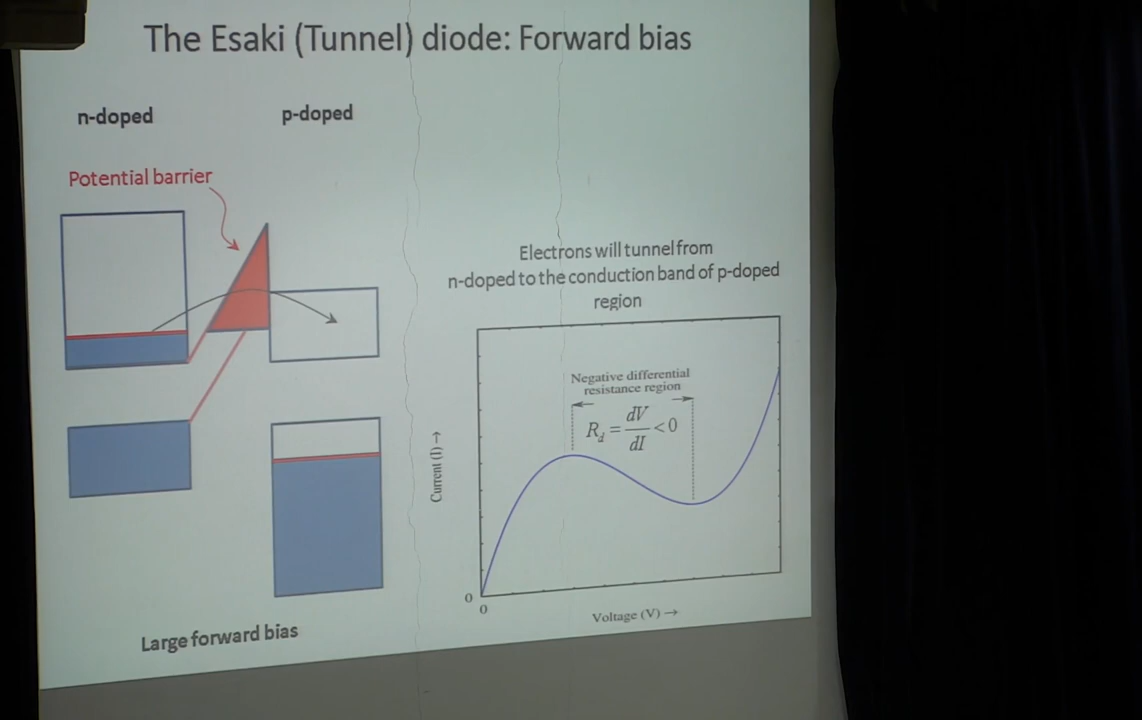 The Esaki (Tunnel) diode: Forward bias
n-doped
p-doped
Potential barrier
Electrons will tunnel from
n-doped to the conduction band of p-doped
region
Negative differential
resistance region
R_d = dV/dI < 0
Current (I) →
0
0
Voltage (V) →
Large forward bias